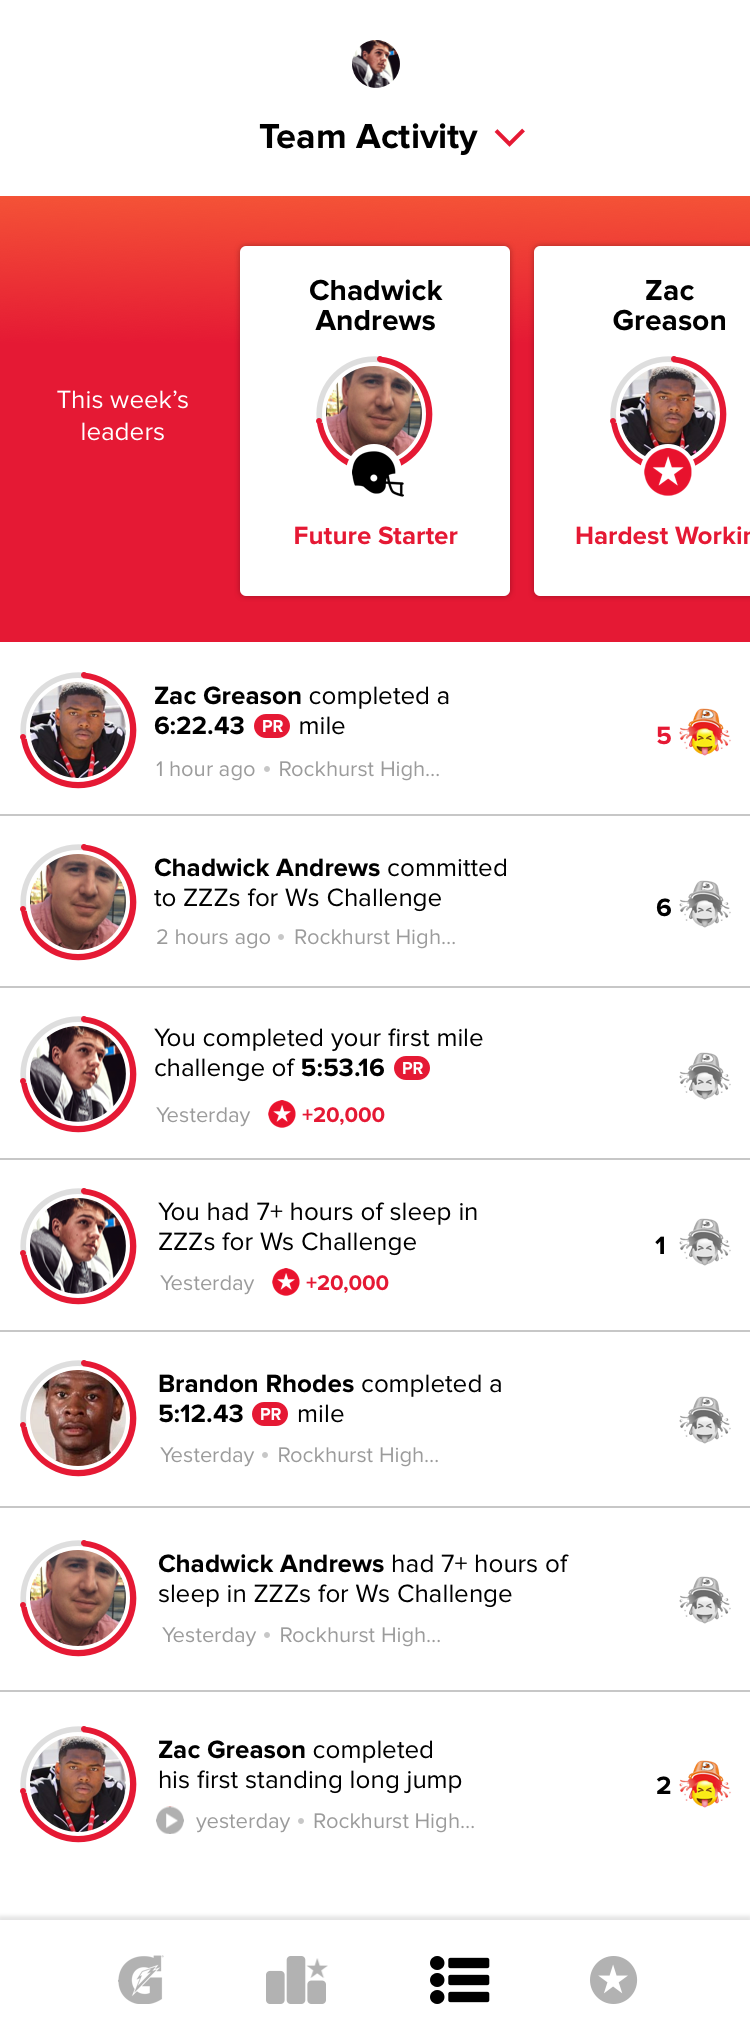 Team Activity
This week's
leaders
Chadwick
Andrews
Future Starter
Zac
Greason
Hardest Workin
Zac Greason completed a
6:22.43 PR mile
1 hour ago • Rockhurst High...
5
Chadwick Andrews committed
to ZZZs for Ws Challenge
2 hours ago • Rockhurst High...
6
You completed your first mile
challenge of 5:53.16 PR
Yesterday +20,000
You had 7+ hours of sleep in
ZZZs for Ws Challenge
Yesterday +20,000
1
Brandon Rhodes completed a
5:12.43 PR mile
Yesterday • Rockhurst High...
Chadwick Andrews had 7+ hours of
sleep in ZZZs for Ws Challenge
Yesterday • Rockhurst High...
Zac Greason completed
his first standing long jump
yesterday • Rockhurst High...
2
G